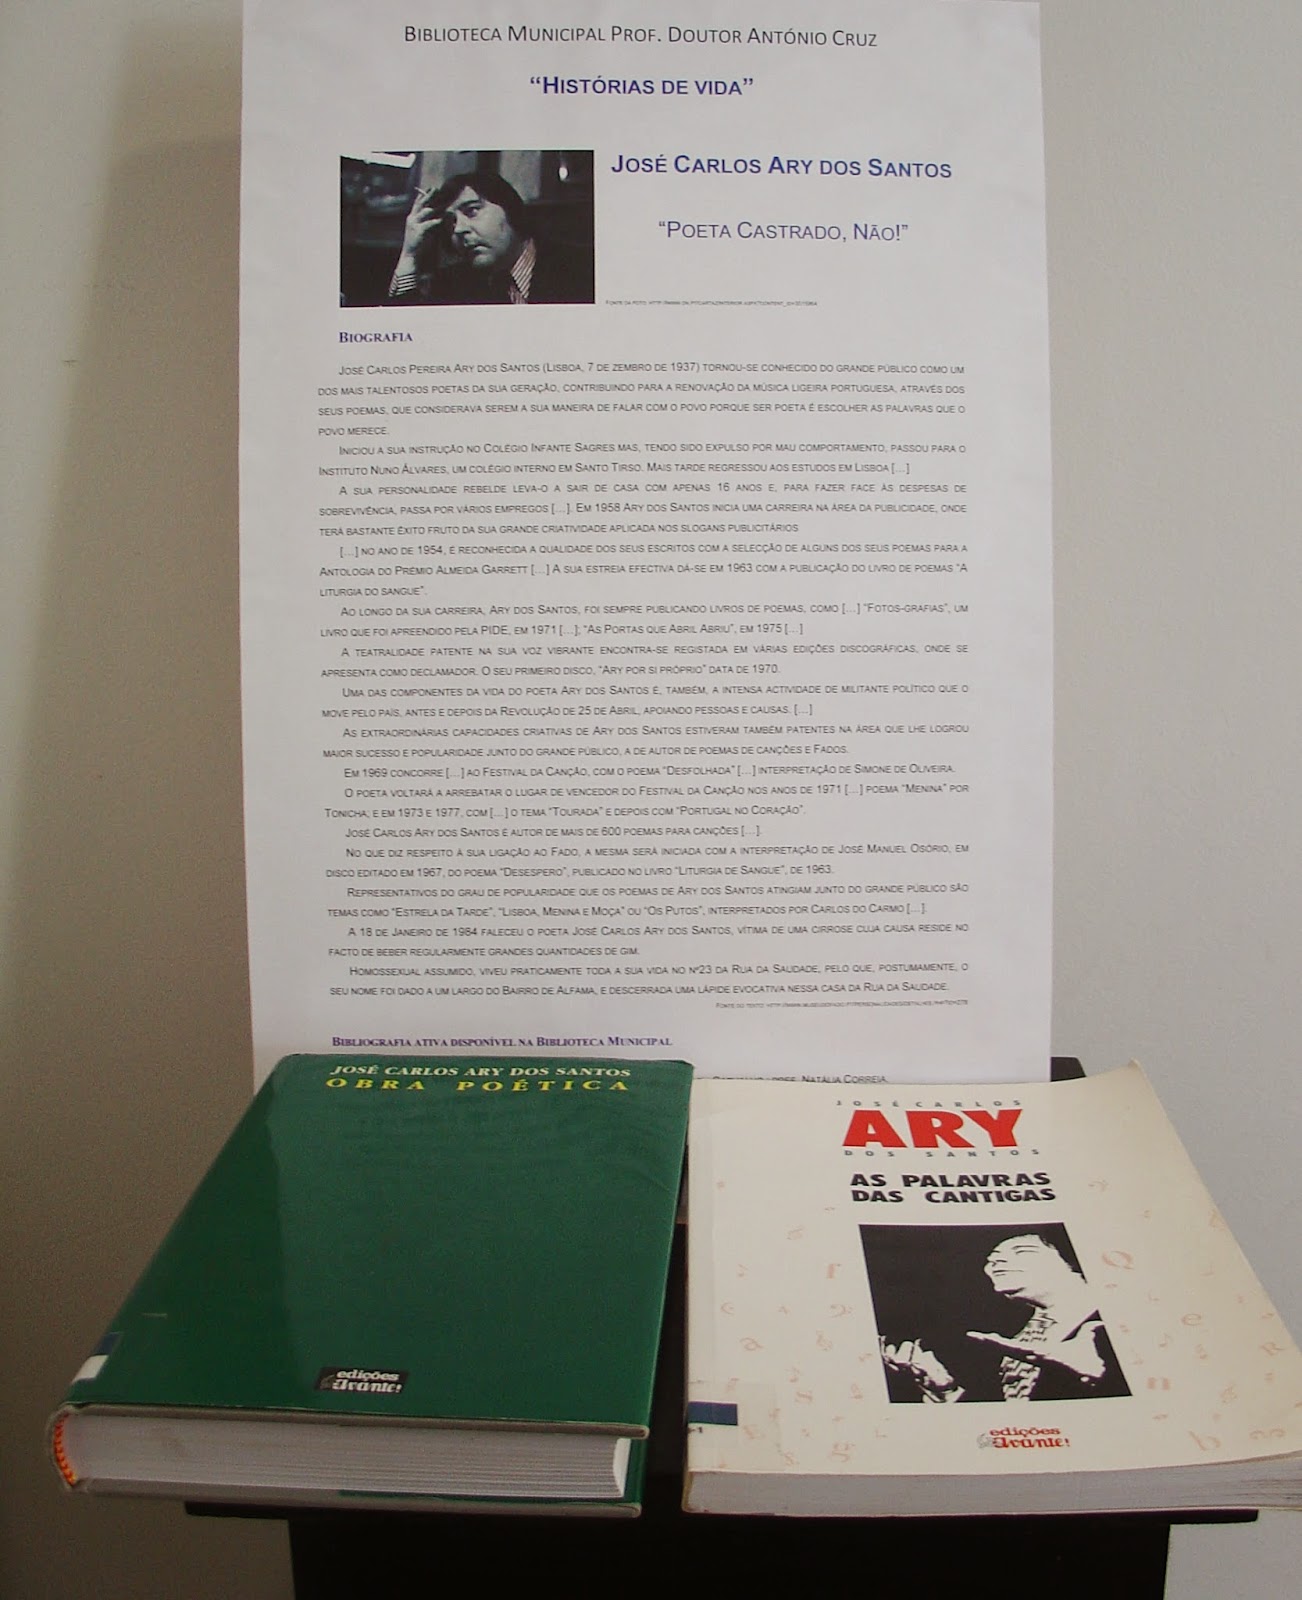 BIBLIOTECA MUNICIPAL PROF. DOUTOR ANTÓNIO CRUZ
“HISTÓRIAS DE VIDA”
JOSÉ CARLOS ARY DOS SANTOS
“POETA CASTRADO, NÃO!”
BIOGRAFIA
JOSÉ CARLOS PEREIRA ARY DOS SANTOS (LISBOA, 7 DE ZEMBRO DE 1937) TORNOU-SE CONHECIDO DO GRANDE PÚBLICO COMO UM
DOS MAIS TALENTOSOS POETAS DA SUA GERAÇÃO, CONTRIBUINDO PARA A RENOVAÇÃO DA MÚSICA LIGEIRA PORTUGUESA, ATRAVÉS DOS
SEUS POEMAS, QUE CONSIDERAVA SEREM A SUA MANEIRA DE FALAR COM O POVO PORQUE SER POETA É ESCOLHER AS PALAVRAS QUE O
POVO MERECE.
INICIOU A SUA INSTRUÇÃO NO COLÉGIO INFANTE SAGRES MAS, TENDO SIDO EXPULSO POR MAU COMPORTAMENTO, PASSOU PARA O
INSTITUTO NUNO ÁLVARES, UM COLÉGIO INTERNO EM SANTO TIRSO. MAIS TARDE REGRESSOU AOS ESTUDOS EM LISBOA [...]
A SUA PERSONALIDADE REBELDE LEVA-O A SAIR DE CASA COM APENAS 16 ANOS E, PARA FAZER FACE ÀS DESPESAS DE
SOBREVIVÊNCIA, PASSA POR VÁRIOS EMPREGOS [...]. EM 1958 ARY DOS SANTOS INICIA UMA CARREIRA NA ÁREA DA PUBLICIDADE, ONDE
TERÁ BASTANTE ÊXITO FRUTO DA SUA GRANDE CRIATIVIDADE APLICADA NOS SLOGANS PUBLICITÁRIOS
[...] NO ANO DE 1954, É RECONHECIDA A QUALIDADE DOS SEUS ESCRITOS COM A SELECÇÃO DE ALGUNS DOS SEUS POEMAS PARA A
ANTOLOGIA DO PRÉMIO ALMEIDA GARRETT [...] A SUA ESTREIA EFECTIVA DÁ-SE EM 1963 COM A PUBLICAÇÃO DO LIVRO DE POEMAS “A
LITURGIA DO SANGUE”.
AO LONGO DA SUA CARREIRA, ARY DOS SANTOS, FOI SEMPRE PUBLICANDO LIVROS DE POEMAS, COMO [...] “FOTOS-GRAFIAS”, UM
LIVRO QUE FOI APREENDIDO PELA PIDE, EM 1971 [...]; “AS PORTAS QUE ABRIL ABRIU”, EM 1975 [...]
A TEATRALIDADE PATENTE NA SUA VOZ VIBRANTE ENCONTRA-SE REGISTADA EM VÁRIAS EDIÇÕES DISCOGRÁFICAS, ONDE SE
APRESENTA COMO DECLAMADOR. O SEU PRIMEIRO DISCO, “ARY POR SI PRÓPRIO” DATA DE 1970.
UMA DAS COMPONENTES DA VIDA DO POETA ARY DOS SANTOS É, TAMBÉM, A INTENSA ACTIVIDADE DE MILITANTE POLÍTICO QUE O
MOVE PELO PAÍS, ANTES E DEPOIS DA REVOLUÇÃO DE 25 DE ABRIL, APOIANDO PESSOAS E CAUSAS. [...]
AS EXTRAORDINÁRIAS CAPACIDADES CRIATIVAS DE ARY DOS SANTOS ESTIVERAM TAMBÉM PATENTES NA ÁREA QUE LHE LOGROU
MAIOR SUCESSO E POPULARIDADE JUNTO DO GRANDE PÚBLICO, A DE AUTOR DE POEMAS DE CANÇÕES E FADOS.
EM 1969 CONCORRE [...] AO FESTIVAL DA CANÇÃO, COM O POEMA “DESFOLHADA” [...] INTERPRETAÇÃO DE SIMONE DE OLIVEIRA.
O POETA VOLTARÁ A ARREBATAR O LUGAR DE VENCEDOR DO FESTIVAL DA CANÇÃO NOS ANOS DE 1971 [...] POEMA “MENINA” POR
TONICHA; E EM 1973 E 1977, COM [...] O TEMA “TOURADA” E DEPOIS COM “PORTUGAL NO CORAÇÃO”.
JOSÉ CARLOS ARY DOS SANTOS É AUTOR DE MAIS DE 600 POEMAS PARA CANÇÕES [...].
NO QUE DIZ RESPEITO À SUA LIGAÇÃO AO FADO, A MESMA SERÁ INICIADA COM A INTERPRETAÇÃO DE JOSÉ MANUEL OSÓRIO, EM
DISCO EDITADO EM 1967, DO POEMA “DESESPERO”, PUBLICADO NO LIVRO “LITURGIA DE SANGUE”, DE 1963.
REPRESENTATIVOS DO GRAU DE POPULARIDADE QUE OS POEMAS DE ARY DOS SANTOS ATINGIAM JUNTO DO GRANDE PÚBLICO SÃO
TEMAS COMO “ESTRELA DA TARDE”, “LISBOA, MENINA E MOÇA” OU “OS PUTOS”, INTERPRETADOS POR CARLOS DO CARMO [...].
A 18 DE JANEIRO DE 1984 FALECEU O POETA JOSÉ CARLOS ARY DOS SANTOS, VÍTIMA DE UMA CIRROSE CUJA CAUSA RESIDE NO
FACTO DE BEBER REGULARMENTE GRANDES QUANTIDADES DE GIM.
HOMOSSEXUAL ASSUMIDO, VIVEU PRATICAMENTE TODA A SUA VIDA NO Nº23 DA RUA DA SAUDADE, PELO QUE, POSTUMAMENTE, O
SEU NOME FOI DADO A UM LARGO DO BAIRRO DE ALFAMA, E DESCERRADA UMA LÁPIDE EVOCATIVA NESSA CASA DA RUA DA SAUDADE.
BIBLIOGRAFIA ATIVA DISPONÍVEL NA BIBLIOTECA MUNICIPAL
NATÁLIA CORREIA.
JOSÉ CARLOS ARY DOS SANTOS
OBRA POÉTICA
edições
Avante!
JOSÉ CARLOS
ARY
DOS SANTOS
AS PALAVRAS
DAS CANTIGAS
edições
Avante!